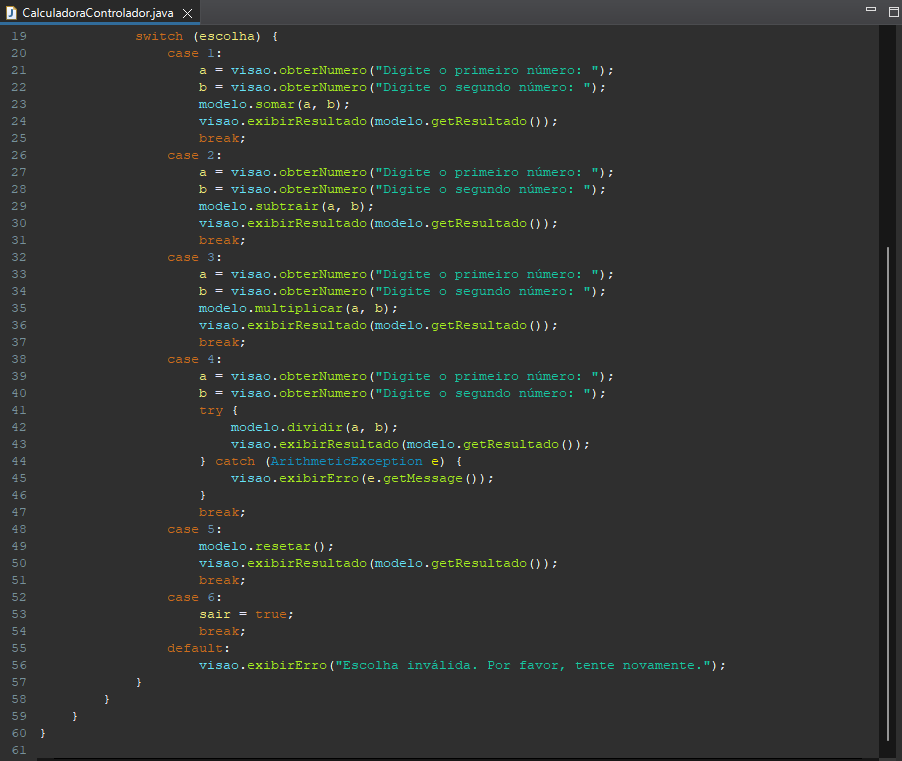 CalculadoraControlador.java
19 switch (escolha) {
20 case 1:
21 a = visao.obterNumero("Digite o primeiro número: ");
22 b = visao.obterNumero("Digite o segundo número: ");
23 modelo.somar(a, b);
24 visao.exibirResultado(modelo.getResultado());
25 break;
26 case 2:
27 a = visao.obterNumero("Digite o primeiro número: ");
28 b = visao.obterNumero("Digite o segundo número: ");
29 modelo.subtrair(a, b);
30 visao.exibirResultado(modelo.getResultado());
31 break;
32 case 3:
33 a = visao.obterNumero("Digite o primeiro número: ");
34 b = visao.obterNumero("Digite o segundo número: ");
35 modelo.multiplicar(a, b);
36 visao.exibirResultado(modelo.getResultado());
37 break;
38 case 4:
39 a = visao.obterNumero("Digite o primeiro número: ");
40 b = visao.obterNumero("Digite o segundo número: ");
41 try {
42 modelo.dividir(a, b);
43 visao.exibirResultado(modelo.getResultado());
44 } catch (ArithmeticException e) {
45 visao.exibirErro(e.getMessage());
46 }
47 break;
48 case 5:
49 modelo.resetar();
50 visao.exibirResultado(modelo.getResultado());
51 break;
52 case 6:
53 sair = true;
54 break;
55 default:
56 visao.exibirErro("Escolha inválida. Por favor, tente novamente.");
57 }
58 }
59 }
60 }
61